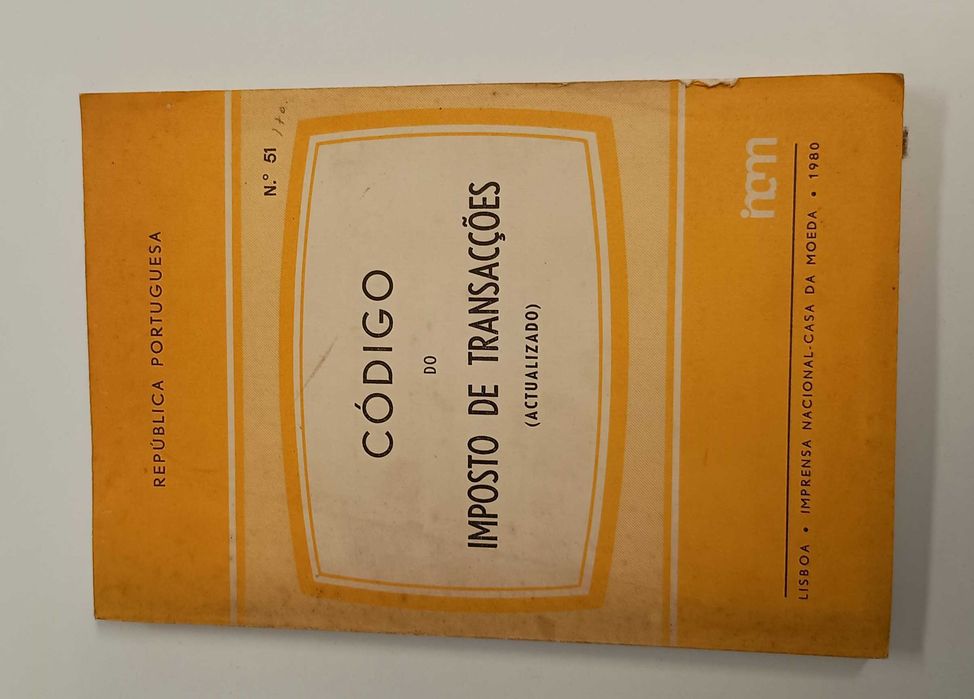 REPÚBLICA PORTUGUESA
N.º 51
CÓDIGO
DO
IMPOSTO DE TRANSACÇÕES
(ACTUALIZADO)
incm
LISBOA • IMPRENSA NACIONAL-CASA DA MOEDA • 1980